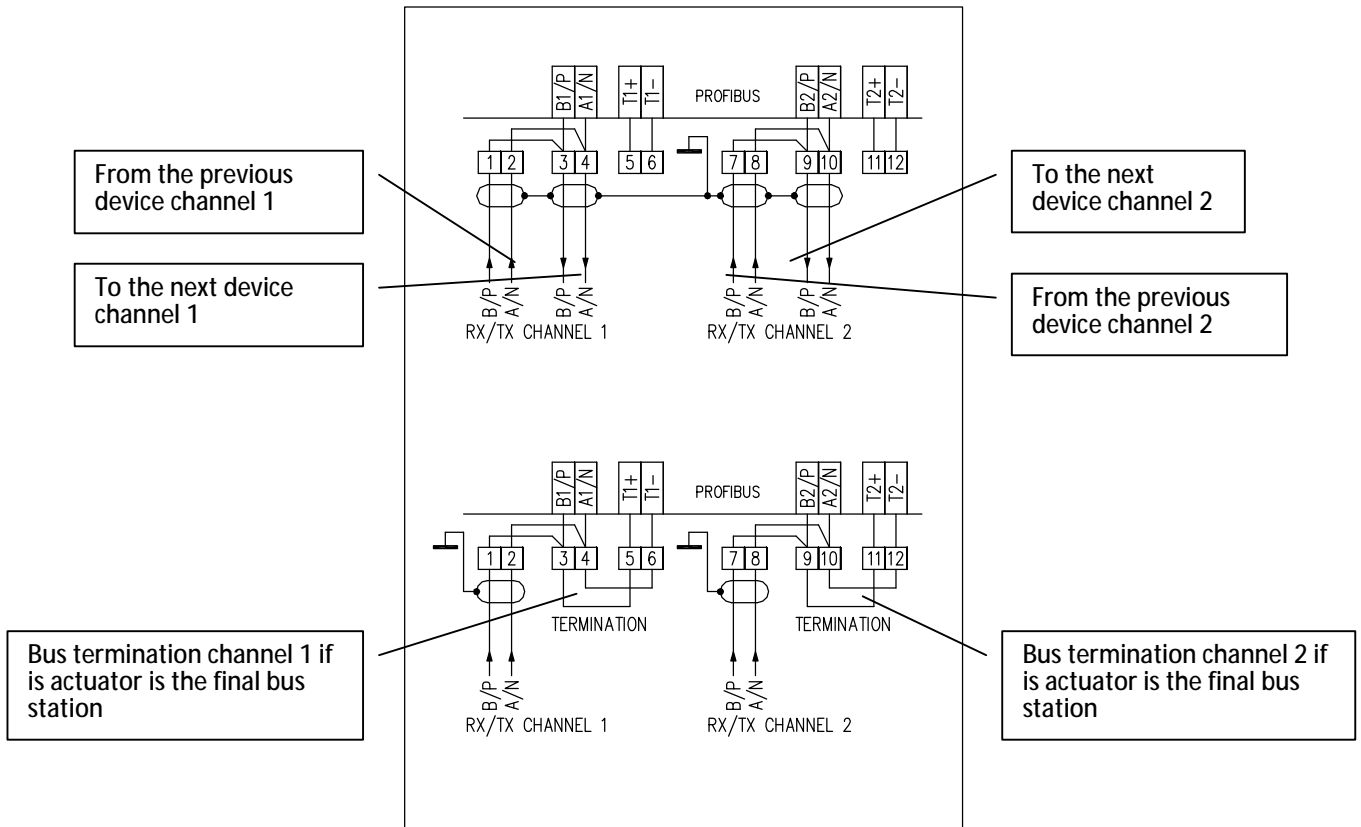 B1/P A1/N T1+ T1- PROFIBUS B2/P A2/N T2+ T2-
1 2 3 4 5 6 7 8 9 10 11 12
From the previous
device channel 1
To the next
device channel 2
To the next device
channel 1
From the previous
device channel 2
B/P A/N B/P A/N B/P A/N B/P A/N
RX/TX CHANNEL 1 RX/TX CHANNEL 2
B1/P A1/N T1+ T1- PROFIBUS B2/P A2/N T2+ T2-
1 2 3 4 5 6 7 8 9 10 11 12
TERMINATION TERMINATION
Bus termination channel 1 if
is actuator is the final bus
station
Bus termination channel 2 if
is actuator is the final bus
station
B/P A/N B/P A/N
RX/TX CHANNEL 1 RX/TX CHANNEL 2